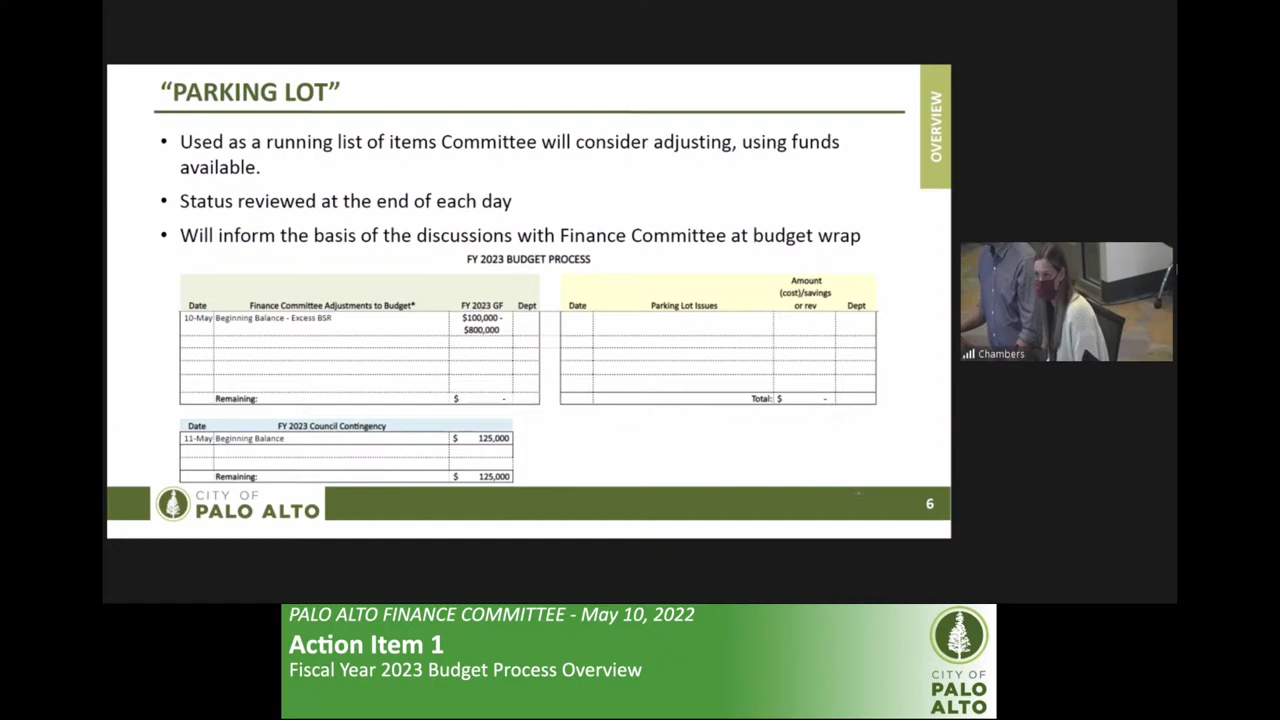 "PARKING LOT"
OVERVIEW
• Used as a running list of items Committee will consider adjusting, using funds
available.
• Status reviewed at the end of each day
• Will inform the basis of the discussions with Finance Committee at budget wrap
FY 2023 BUDGET PROCESS
Date Finance Committee Adjustments to Budget* FY 2023 GF Dept
10-May Beginning Balance - Excess BSR $100,000 -
$800,000
Remaining: $ -
Amount
(cost)/savings
Date Parking Lot Issues or rev Dept
Total: $ -
Date FY 2023 Council Contingency
11-May Beginning Balance $ 125,000
Remaining: $ 125,000
CITY OF
PALO ALTO
6
Chambers
PALO ALTO FINANCE COMMITTEE - May 10, 2022
Action Item 1
Fiscal Year 2023 Budget Process Overview
CITY OF
PALO
ALTO